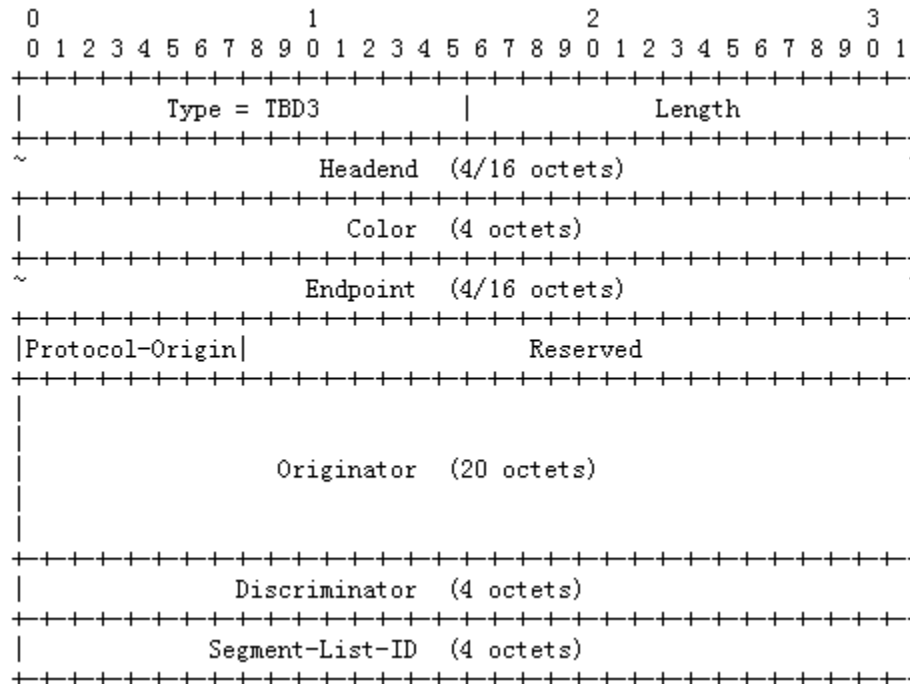 0 1 2 3
0 1 2 3 4 5 6 7 8 9 0 1 2 3 4 5 6 7 8 9 0 1 2 3 4 5 6 7 8 9 0 1
Type = TBD3 | Length
Headend (4/16 octets)
Color (4 octets)
Endpoint (4/16 octets)
|Protocol-Origin| Reserved
Originator (20 octets)
Discriminator (4 octets)
Segment-List-ID (4 octets)